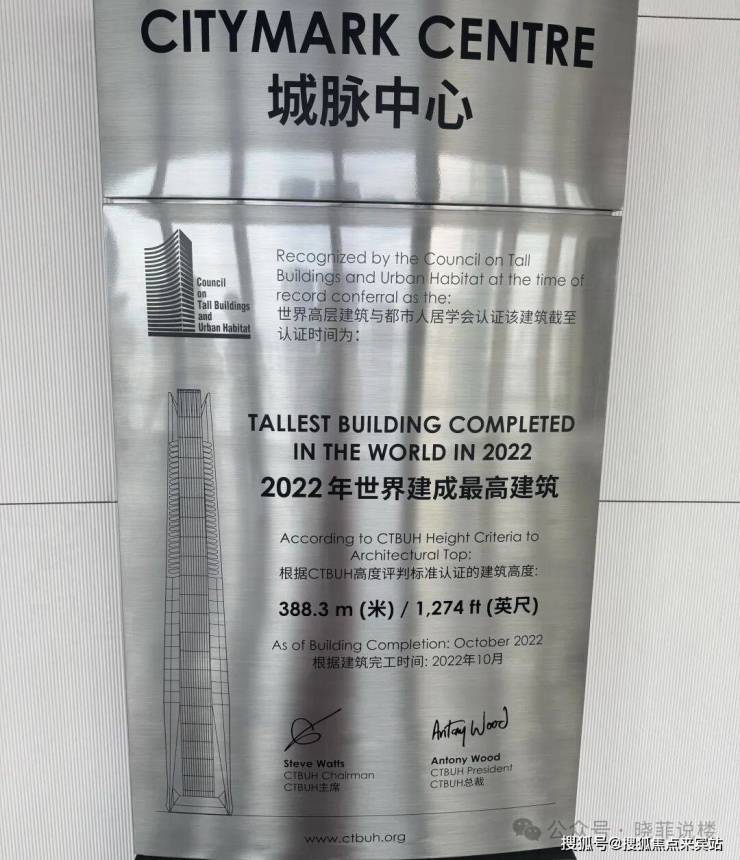 CITYMARK CENTRE
城脉中心
Council
on
Tall Buildings
and
Urban Habitat
Recognized by the Council on Tall
Buildings and Urban Habitat at the time of
record conferral as the:
世界高层建筑与都市人居学会认证该建筑截至
认证时间为:
TALLEST BUILDING COMPLETED
IN THE WORLD IN 2022
2022年世界建成最高建筑
According to CTBUH Height Criteria to
Architectural Top:
根据CTBUH高度评判标准认证的建筑高度:
388.3 m (米) / 1,274 ft (英尺)
As of Building Completion: October 2022
根据建筑完工时间: 2022年10月
Antony Wood
Steve Watts
CTBUH Chairman
CTBUH主席
Antony Wood
CTBUH President
CTBUH总裁
www.ctbuh.org
公众号·晓菲说楼
搜狐号@搜狐焦点来宾站